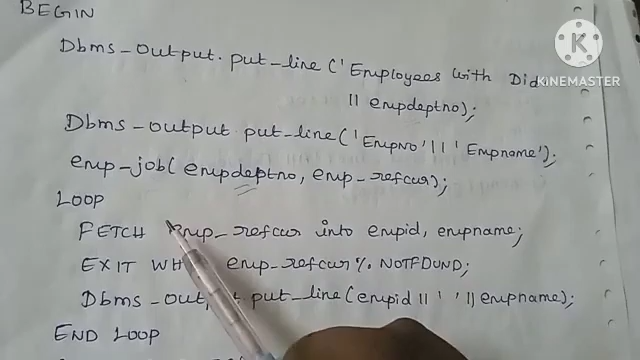 BEGIN
Dbms-output.put-line('Employees with Did
|| empdeptno);
Dbms-output.put-line('EmpNo'||' Empname');
emp-job(empdeptno, emp-refcur);
LOOP
FETCH emp-refcur into empid, empname;
EXIT WH emp-refcur%NOTFOUND;
Dbms-output.put-line(empid||' '||empname);
END LOOP
KINEMASTER